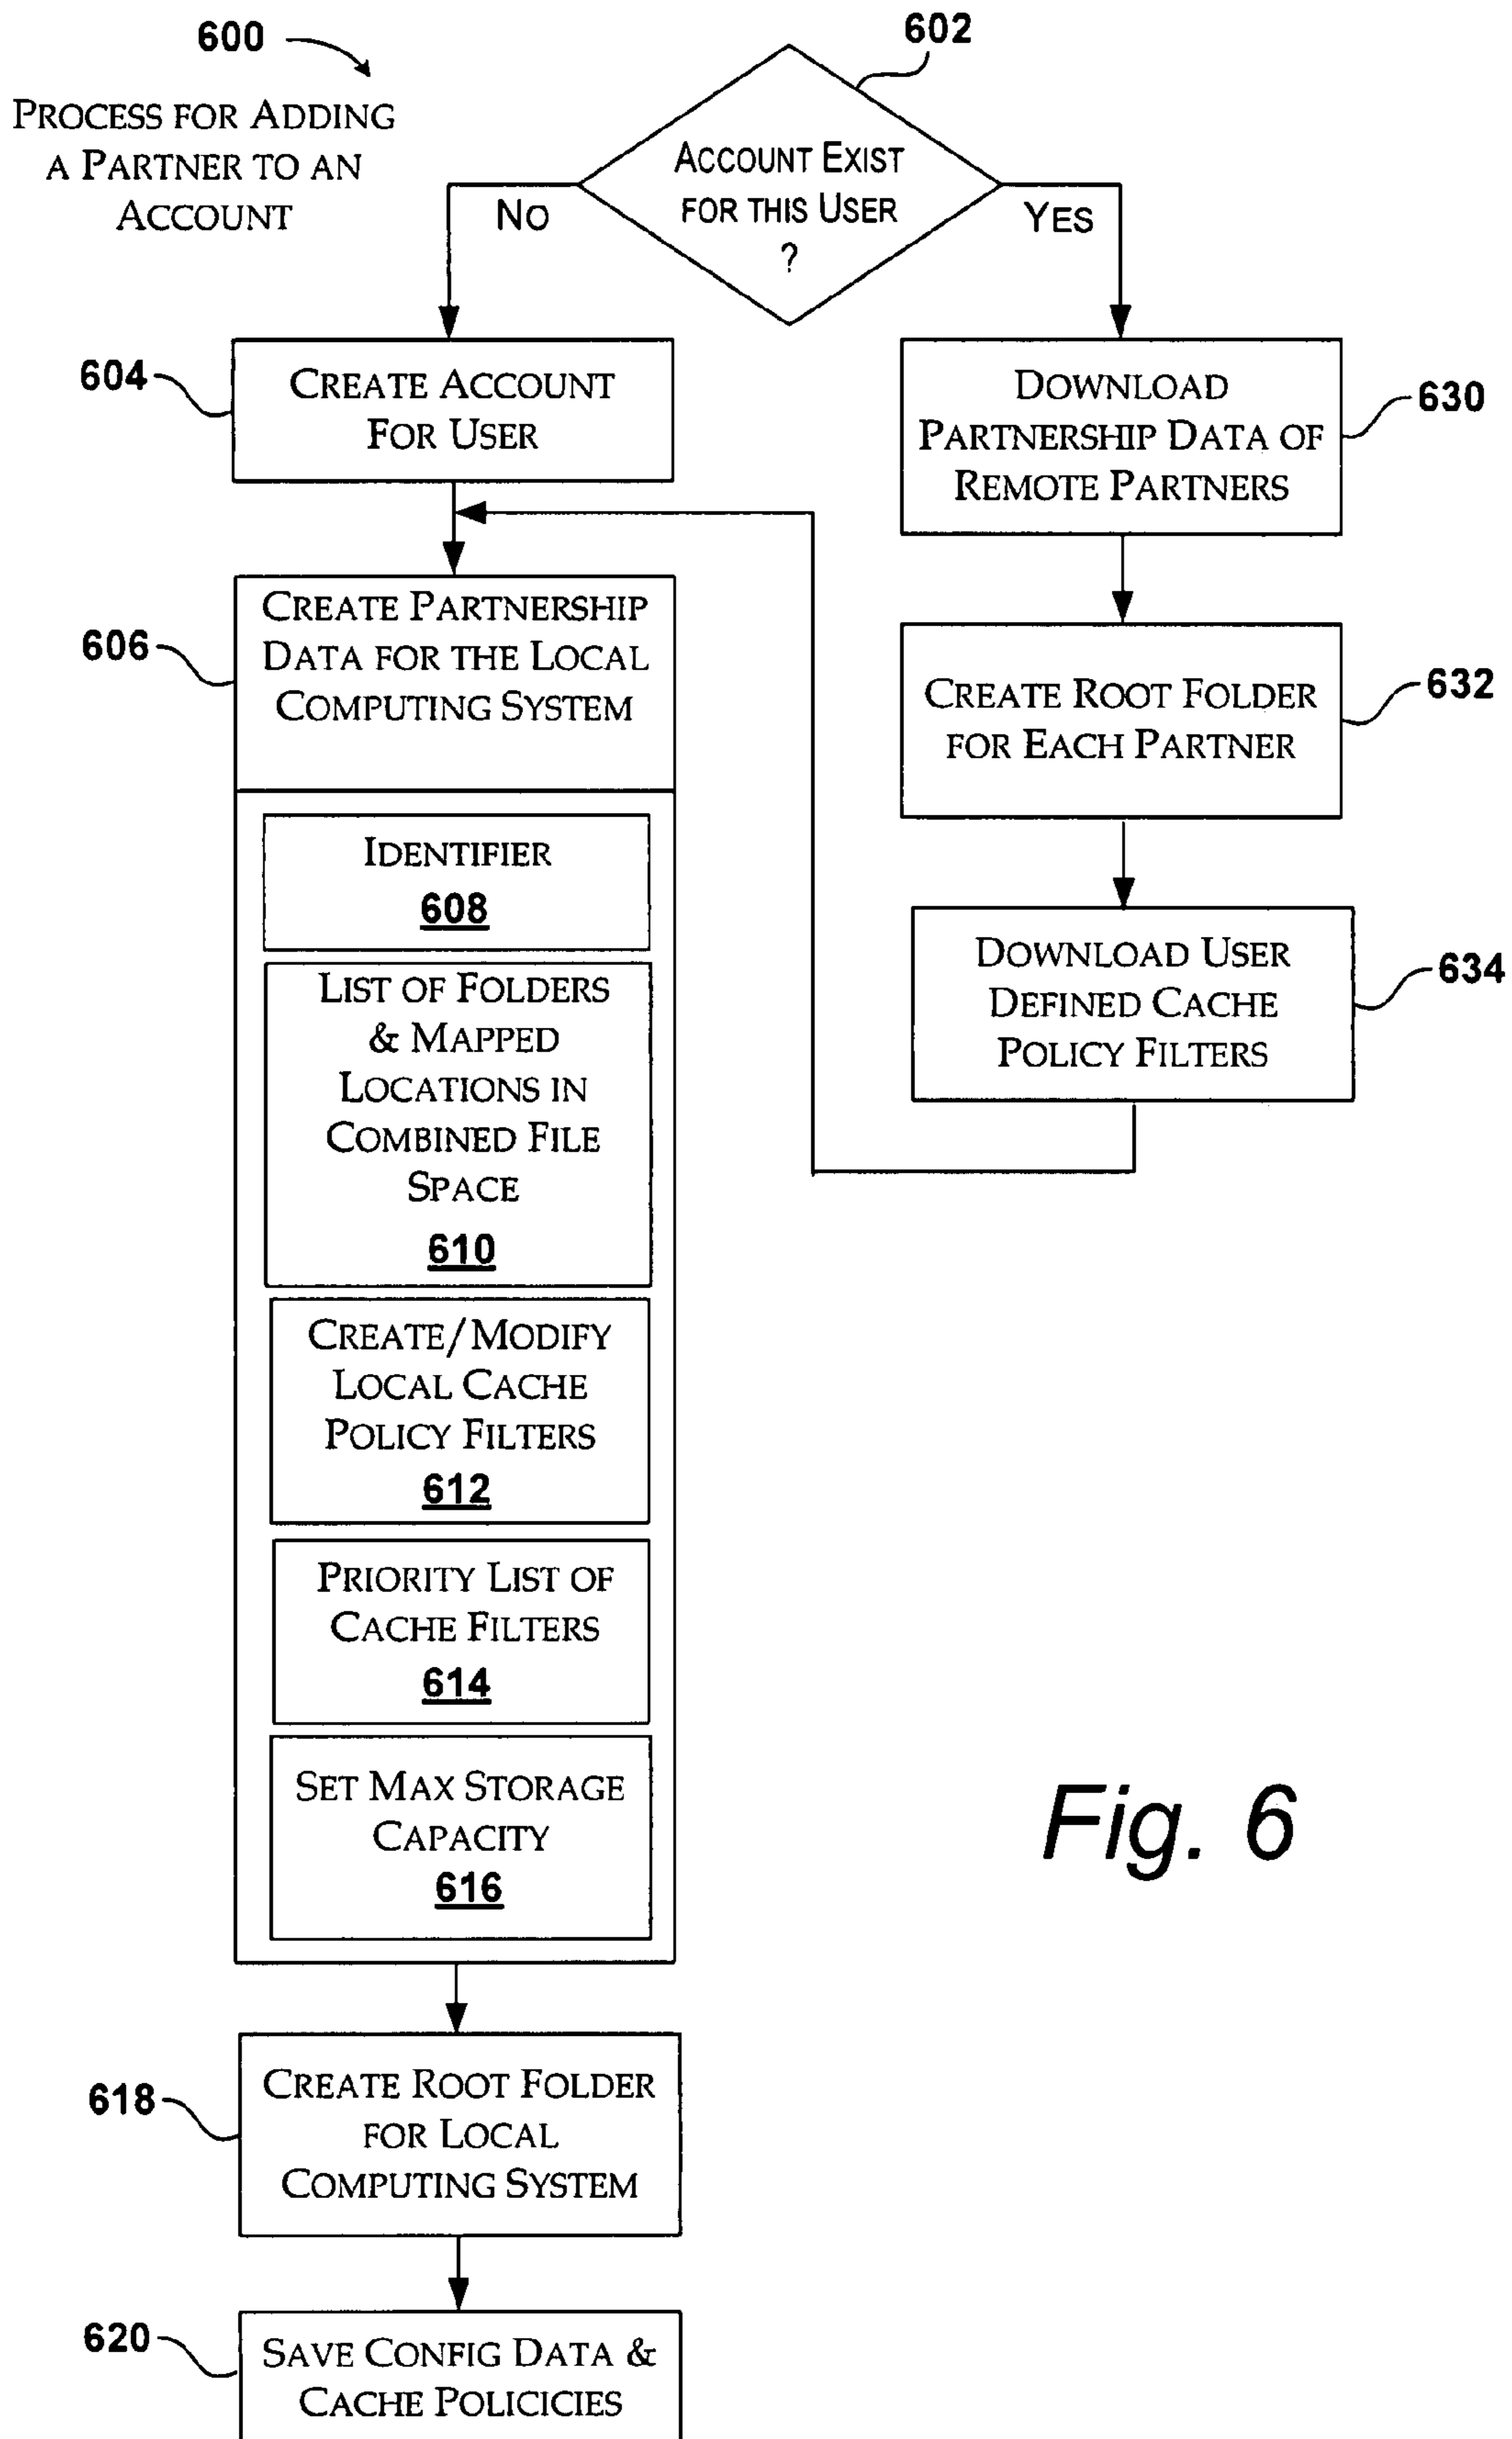 600
PROCESS FOR ADDING
A PARTNER TO AN
ACCOUNT
602
ACCOUNT EXIST
FOR THIS USER
?
NO
YES
604
CREATE ACCOUNT
FOR USER
606
CREATE PARTNERSHIP
DATA FOR THE LOCAL
COMPUTING SYSTEM
IDENTIFIER
608
LIST OF FOLDERS
& MAPPED
LOCATIONS IN
COMBINED FILE
SPACE
610
CREATE/MODIFY
LOCAL CACHE
POLICY FILTERS
612
PRIORITY LIST OF
CACHE FILTERS
614
SET MAX STORAGE
CAPACITY
616
618
CREATE ROOT FOLDER
FOR LOCAL
COMPUTING SYSTEM
620
SAVE CONFIG DATA &
CACHE POLICICIES
DOWNLOAD
PARTNERSHIP DATA OF
REMOTE PARTNERS
630
CREATE ROOT FOLDER
FOR EACH PARTNER
632
DOWNLOAD USER
DEFINED CACHE
POLICY FILTERS
634
Fig. 6